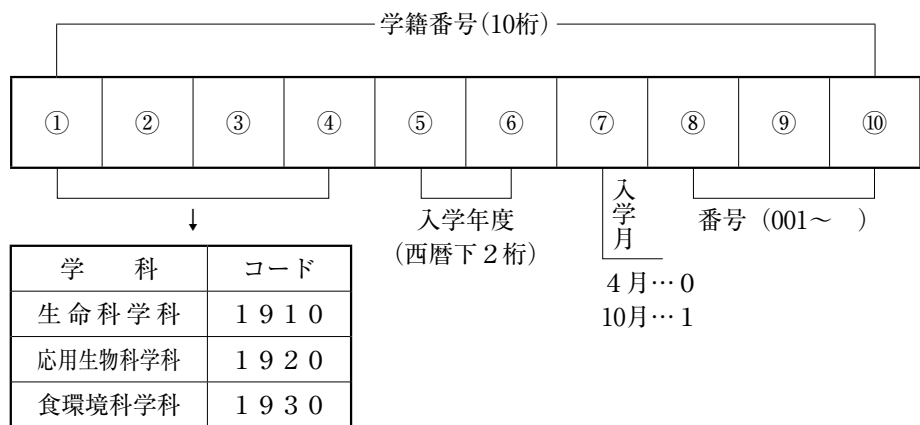 学籍番号(10桁)
① ② ③ ④ ⑤ ⑥ ⑦ ⑧ ⑨ ⑩
↓
入学年度
(西暦下2桁)
入学月
4月…0
10月…1
番号 (001～ )
学 科 コード
生命科学科 1910
応用生物科学科 1920
食環境科学科 1930